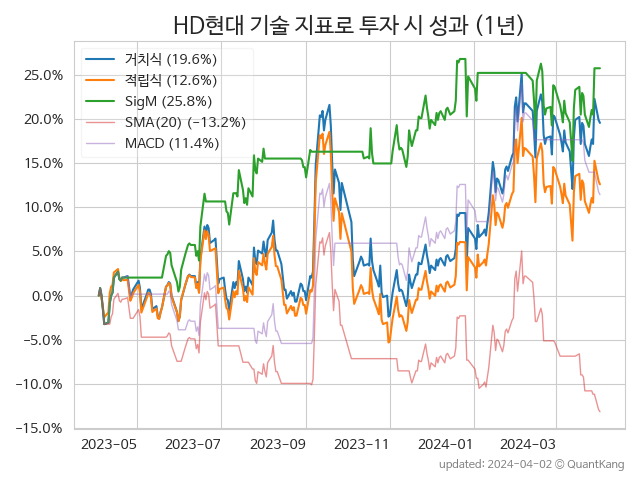 HD현대 기술 지표로 투자 시 성과 (1년)
거치식 (19.6%)
적립식 (12.6%)
SigM (25.8%)
SMA(20) (−13.2%)
MACD (11.4%)
25.0%
20.0%
15.0%
10.0%
5.0%
0.0%
−5.0%
−10.0%
−15.0%
2023-05 2023-07 2023-09 2023-11 2024-01 2024-03
updated: 2024-04-02 ⓒ QuantKang